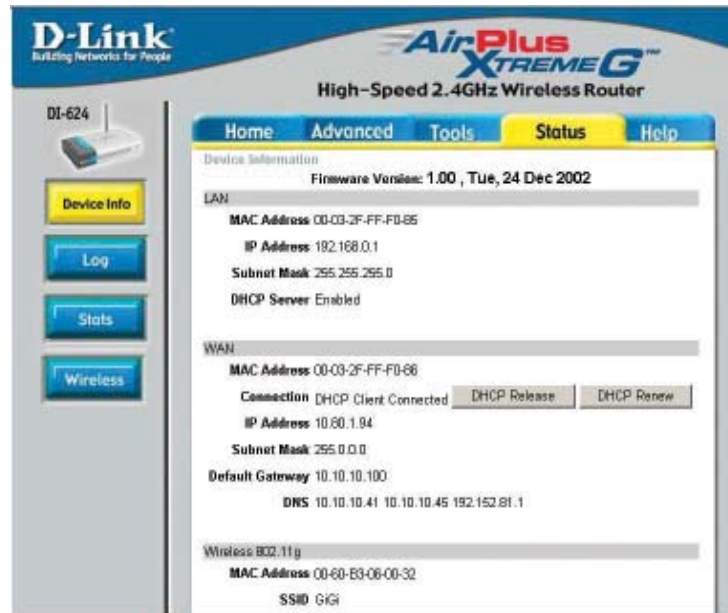 D-Link
Building Networks for People
AirPlus
XTREME G™
High-Speed 2.4GHz Wireless Router
DI-624
Home Advanced Tools Status Help
Device Information
Firmware Version: 1.00 , Tue, 24 Dec 2002
LAN
MAC Address 00-03-2F-FF-F0-85
IP Address 192.168.0.1
Subnet Mask 255.255.255.0
DHCP Server Enabled
WAN
MAC Address 00-03-2F-FF-F0-86
Connection DHCP Client Connected DHCP Release DHCP Renew
IP Address 10.80.1.94
Subnet Mask 255.0.0.0
Default Gateway 10.10.10.100
DNS 10.10.10.41 10.10.10.45 192.152.81.1
Wireless 802.11g
MAC Address 00-60-B3-06-00-32
SSID GiGi
Device Info
Log
Stats
Wireless